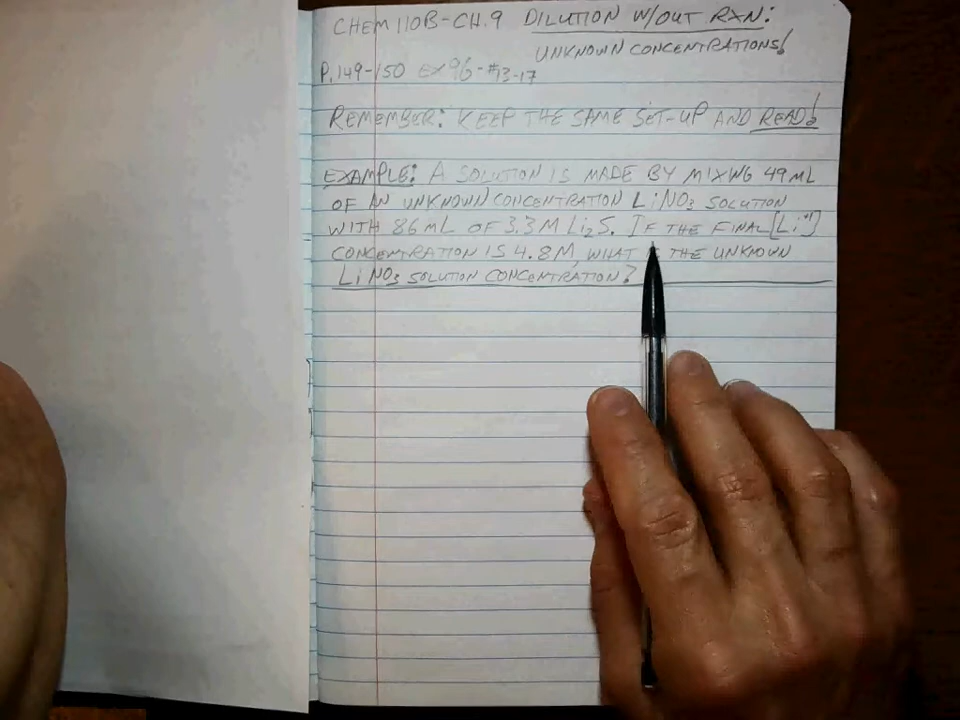 CHEM 110B-CH.9 DILUTION W/OUT RXN:
UNKNOWN CONCENTRATIONS!
P.149-150 EX 96-#13-17
REMEMBER: KEEP THE SAME SET-UP AND READ!
EXAMPLE: A SOLUTION IS MADE BY MIXING 49 ML
OF AN UNKNOWN CONCENTRATION LiNO3 SOLUTION
WITH 86 ML OF 3.3 M Li2S. IF THE FINAL [Li+1]
CONCENTRATION IS 4.8 M, WHAT IS THE UNKNOWN
LiNO3 SOLUTION CONCENTRATION?